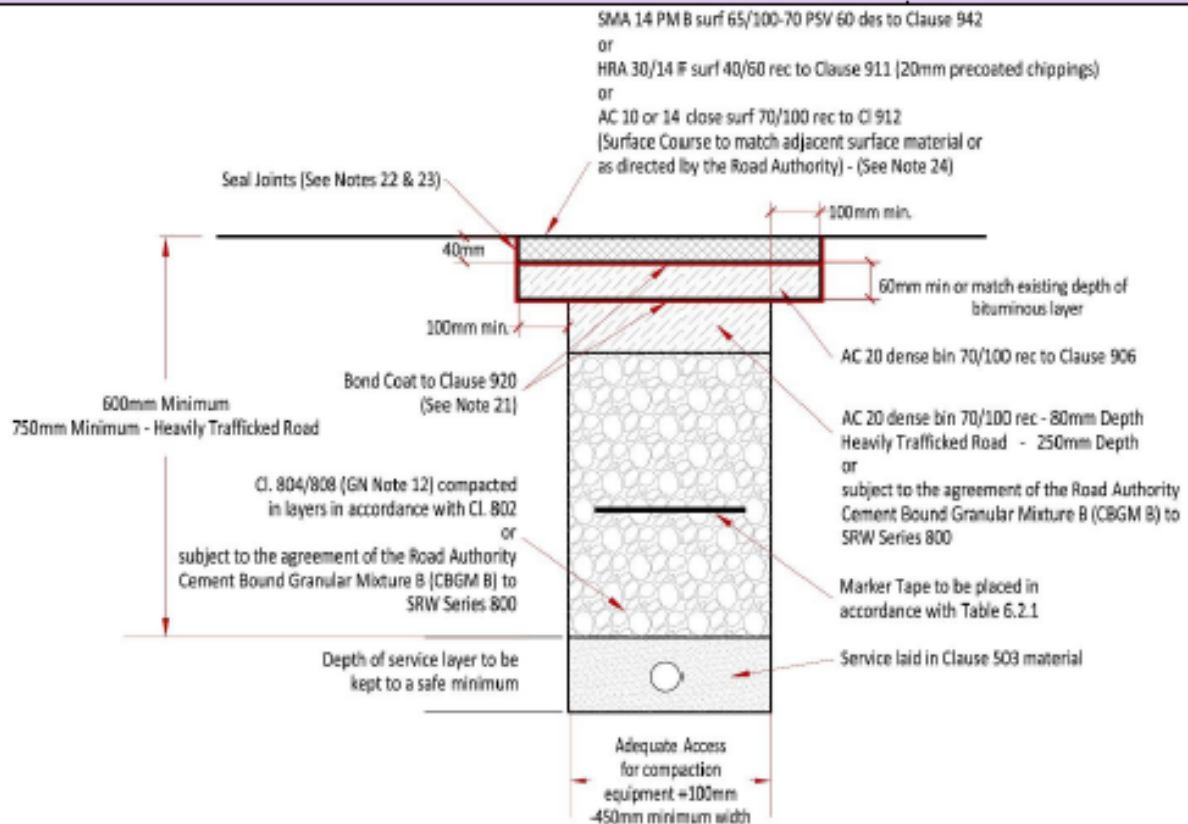 SMA 14 PM B surf 65/100-70 PSV 60 des to Clause 942
or
HRA 30/14 F surf 40/60 rec to Clause 911 (20mm precoated chippings)
or
AC 10 or 14 close surf 70/100 rec to Cl 912
(Surface Course to match adjacent surface material or
as directed by the Road Authority) - (See Note 24)
Seal Joints (See Notes 22 & 23)
100mm min.
40mm
60mm min or match existing depth of
bituminous layer
100mm min.
AC 20 dense bin 70/100 rec to Clause 906
Bond Coat to Clause 920
(See Note 21)
600mm Minimum
750mm Minimum - Heavily Trafficked Road
AC 20 dense bin 70/100 rec - 80mm Depth
Heavily Trafficked Road - 250mm Depth
or
subject to the agreement of the Road Authority
Cement Bound Granular Mixture B (CBGM B) to
SRW Series 800
Cl. 804/808 (GN Note 12) compacted
in layers in accordance with Cl. 802
or
subject to the agreement of the Road Authority
Cement Bound Granular Mixture B (CBGM B) to
SRW Series 800
Marker Tape to be placed in
accordance with Table 6.2.1
Service laid in Clause 503 material
Depth of service layer to be
kept to a safe minimum
Adequate Access
for compaction
equipment +100mm
-450mm minimum width